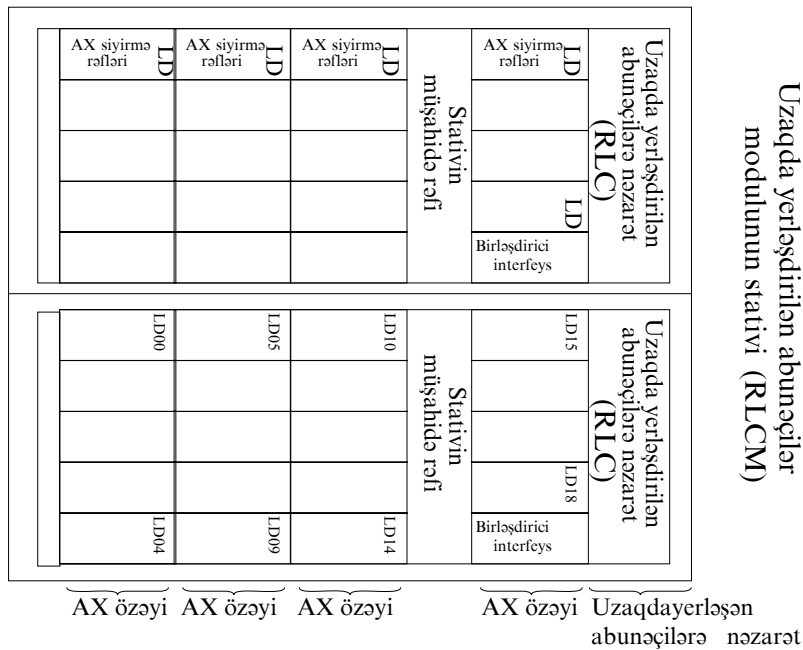 AX siyirmə
rəfləri
LD
AX siyirmə
rəfləri
LD
AX siyirmə
rəfləri
LD
Stativin
müşahidə rəfi
AX siyirmə
rəfləri
LD
LD
Birləşdirici
interfeys
Uzaqda yerləşdirilən
abunəçilərə nəzarət
(RLC)
Uzaqda yerləşdirilən abunəçilər
modulunun stativi (RLCM)
LD00
LD05
LD10
LD04
LD09
LD14
Stativin
müşahidə rəfi
LD15
LD18
Birləşdirici
interfeys
Uzaqda yerləşdirilən
abunəçilərə nəzarət
(RLC)
AX özəyi
AX özəyi
AX özəyi
AX özəyi
Uzaqdayerləşən
abunəçilərə nəzarət